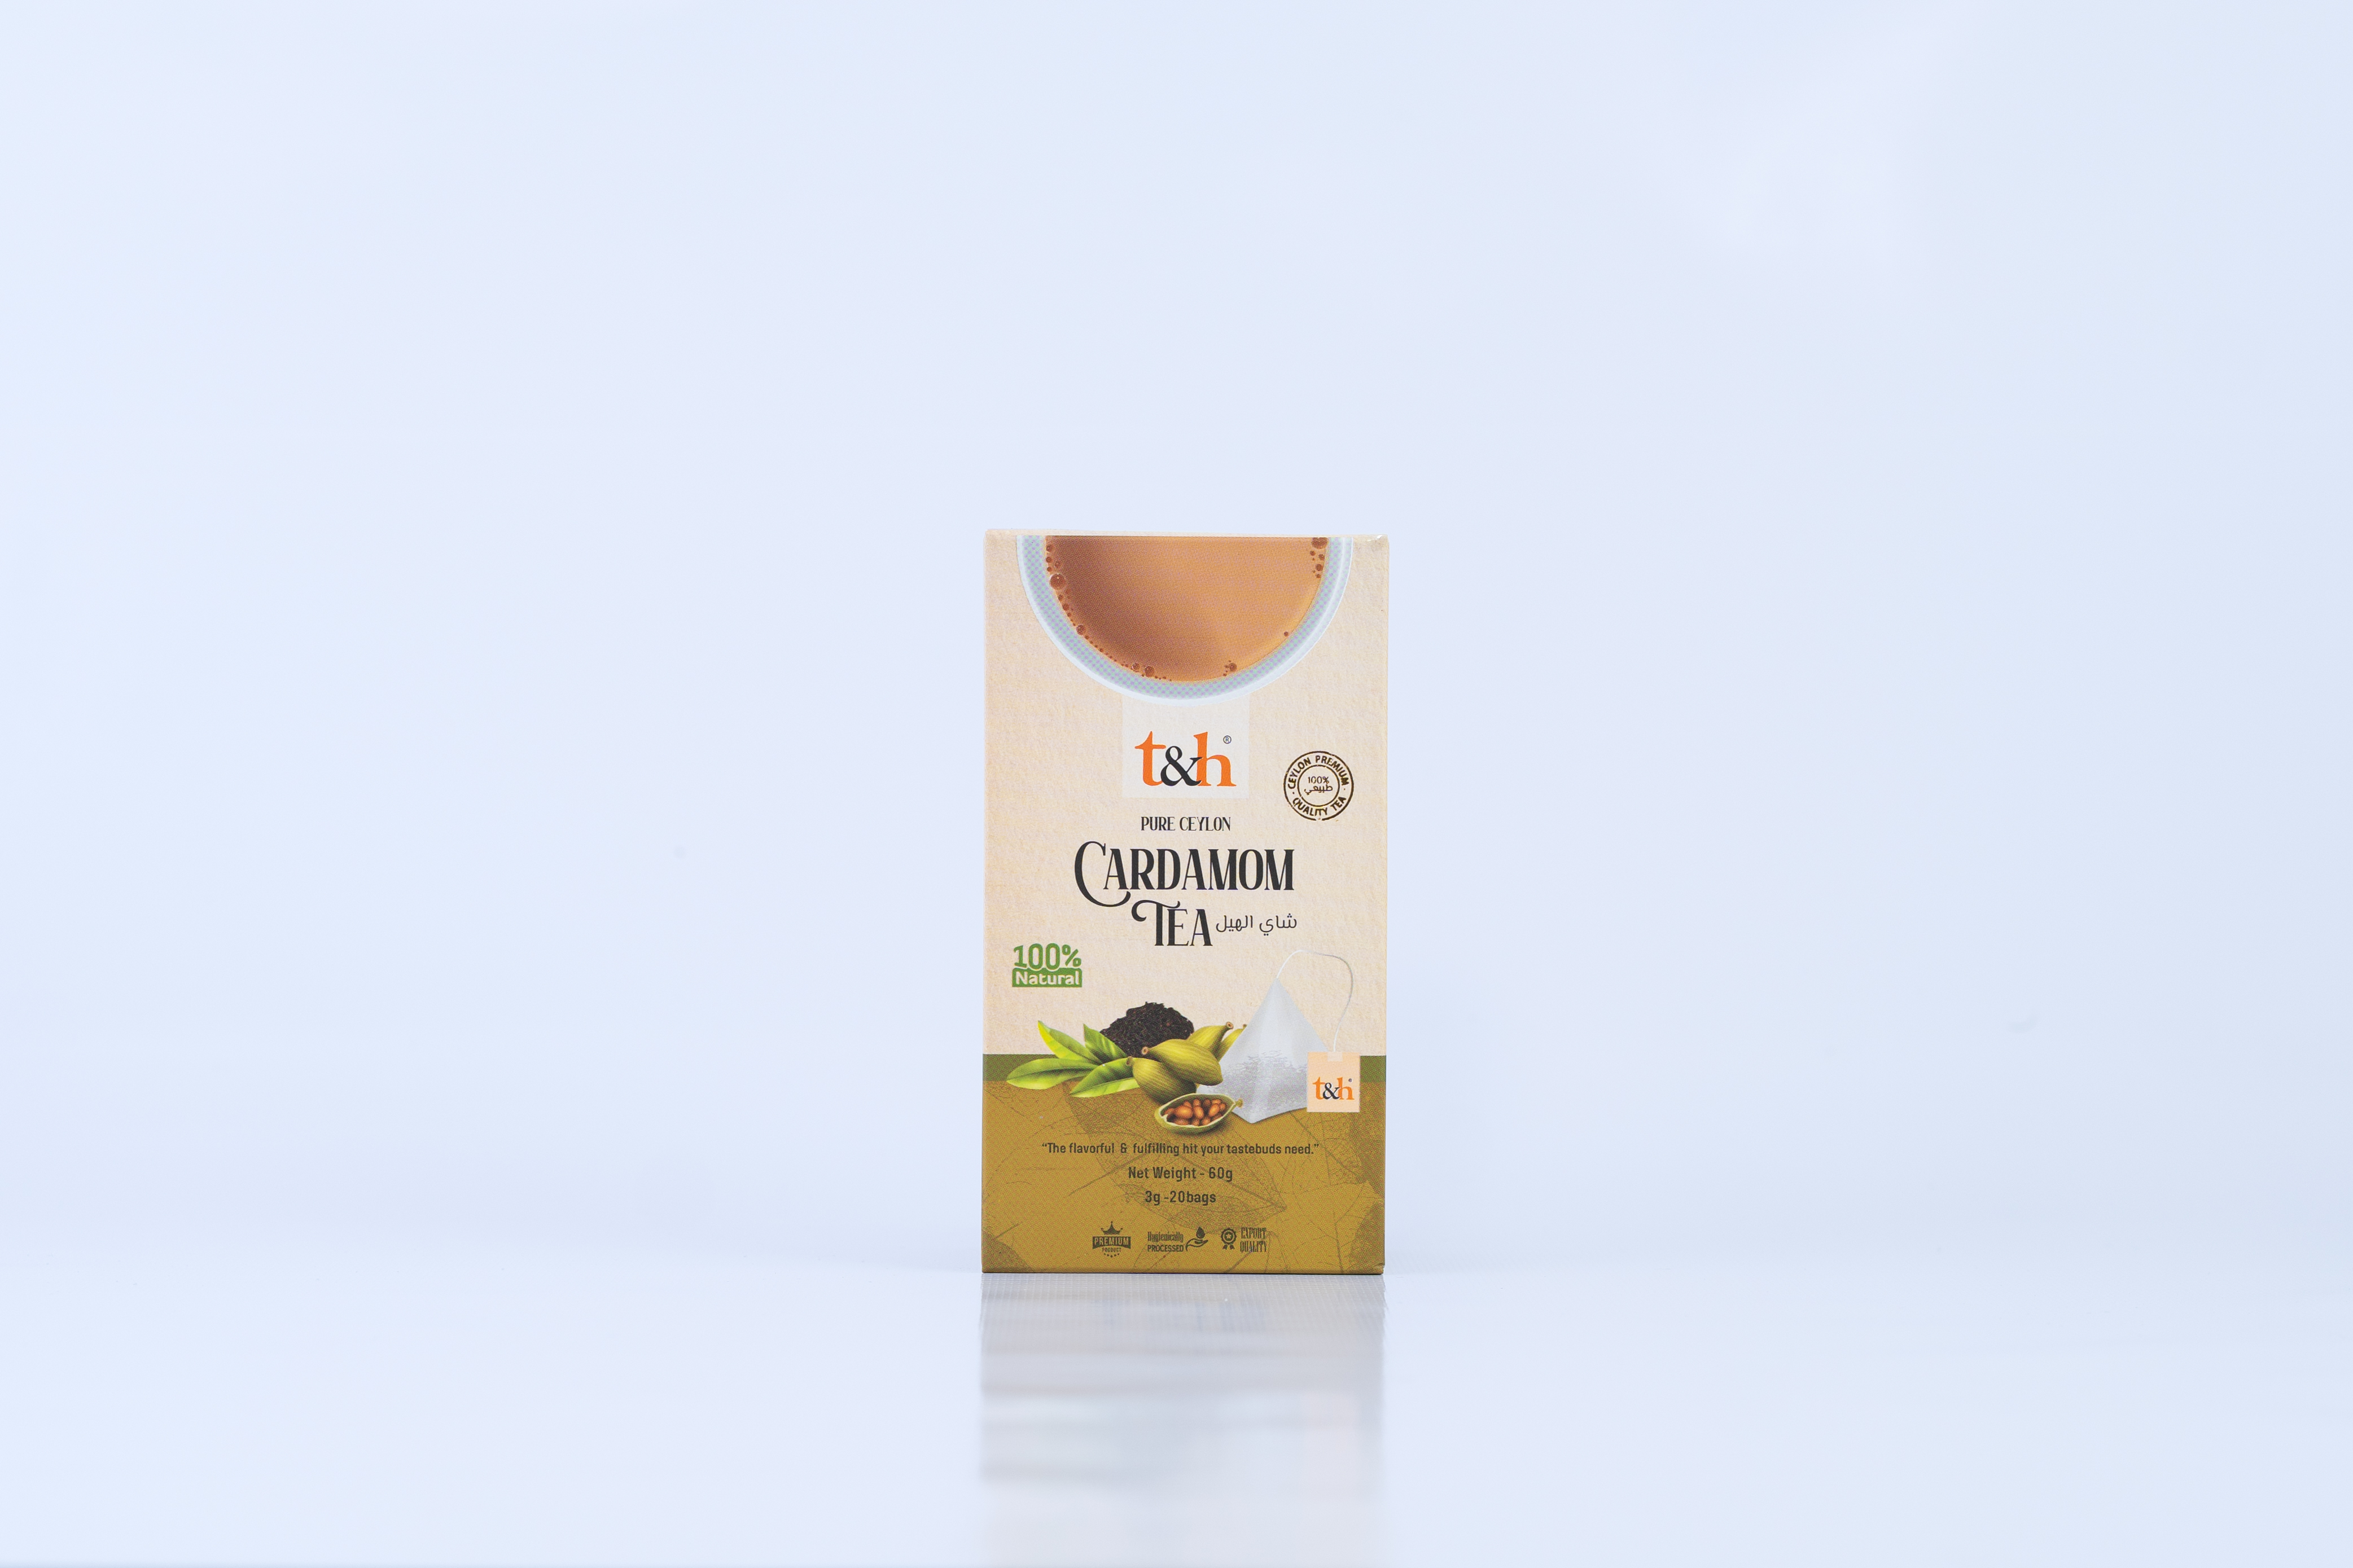 t&h®
CEYLON PREMIUM
100%
طبيعي
QUALITY TEA
PURE CEYLON
CARDAMOM
TEA شاي الهيل
100%
Natural
t&h®
“The flavorful & fulfilling hit your tastebuds need.”
Net Weight - 60g
3g -20bags
PREMIUM
PRODUCT
Hygienically
PROCESSED
EXPORT
QUALITY